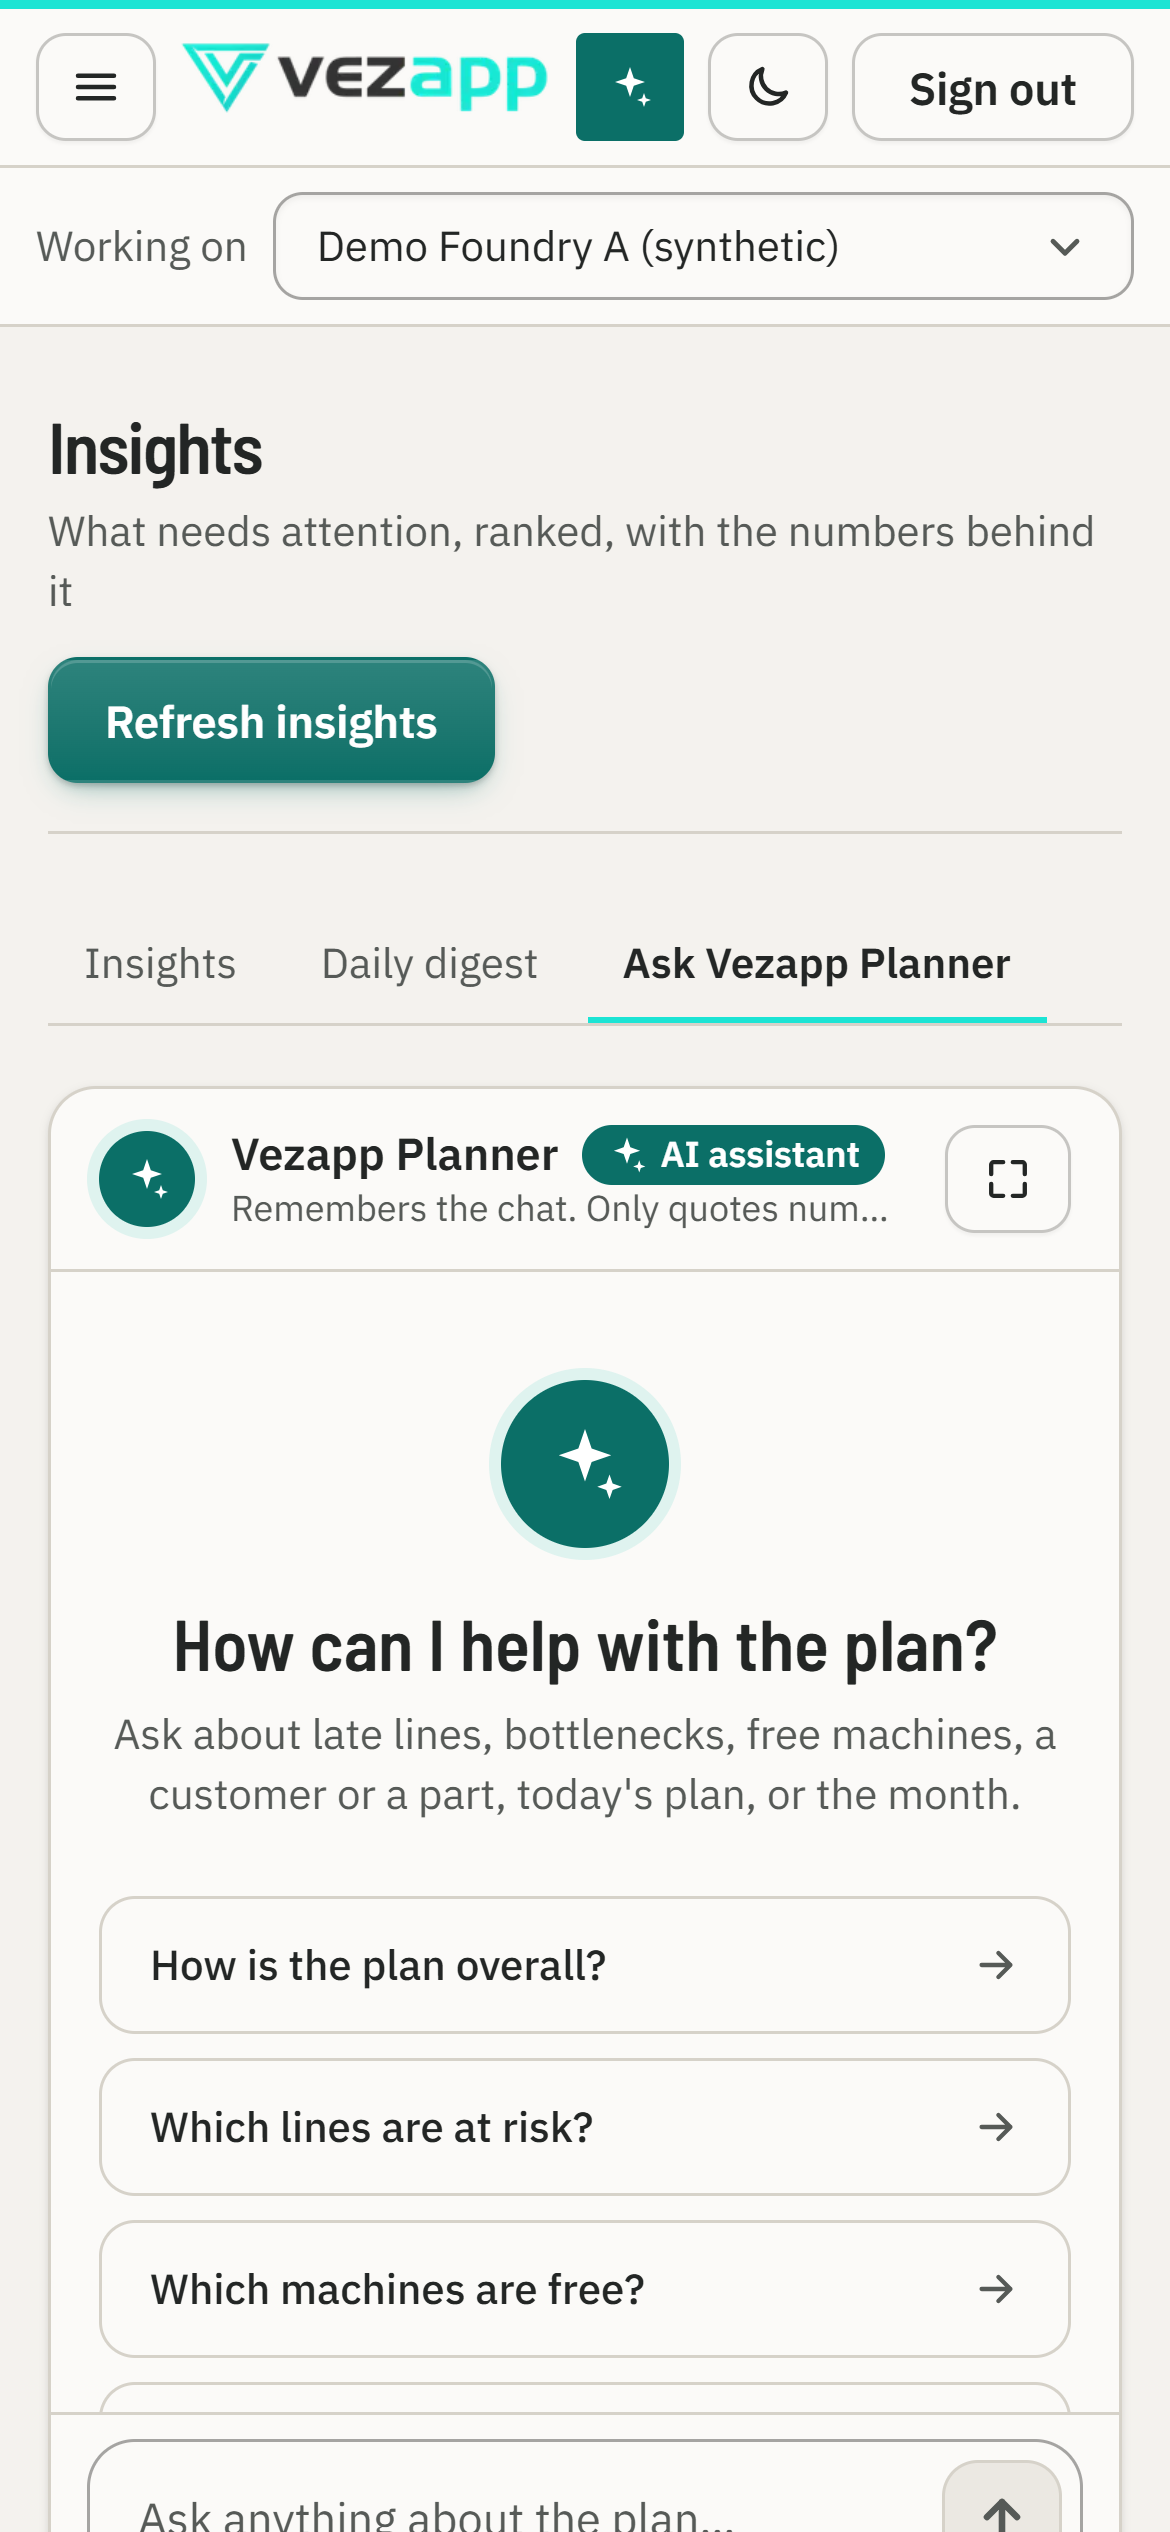 vezapp
Sign out
Working on
Demo Foundry A (synthetic)
Insights
What needs attention, ranked, with the numbers behind
it
Refresh insights
Insights
Daily digest
Ask Vezapp Planner
Vezapp Planner
AI assistant
Remembers the chat. Only quotes num...
How can I help with the plan?
Ask about late lines, bottlenecks, free machines, a
customer or a part, today's plan, or the month.
How is the plan overall?
Which lines are at risk?
Which machines are free?
Ask anything about the plan...